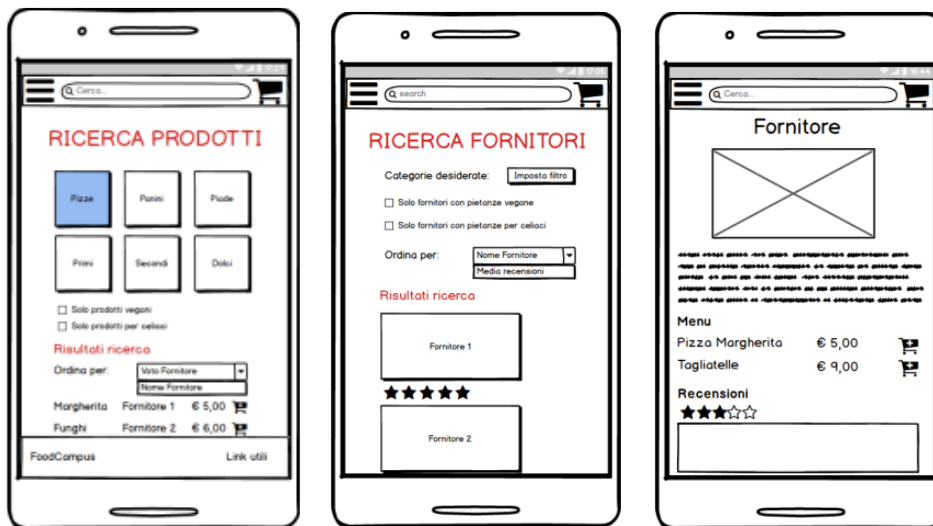 Cerca...
RICERCA PRODOTTI
Pizze Panini Piade
Primi Secondi Dolci
Solo prodotti vegani
Solo prodotti per celiaci
Risultati ricerca
Ordina per: Voto Fornitore
Nome Fornitore
Margherita Fornitore 1 € 5,00
Funghi Fornitore 2 € 6,00
FoodCampus Link utili
search
RICERCA FORNITORI
Categorie desiderate: Imposta filtro
Solo fornitori con pietanze vegane
Solo fornitori con pietanze per celiaci
Ordina per: Nome Fornitore
Media recensioni
Risultati ricerca
Fornitore 1
Fornitore 2
Cerca...
Fornitore
Menu
Pizza Margherita € 5,00
Tagliatelle € 9,00
Recensioni